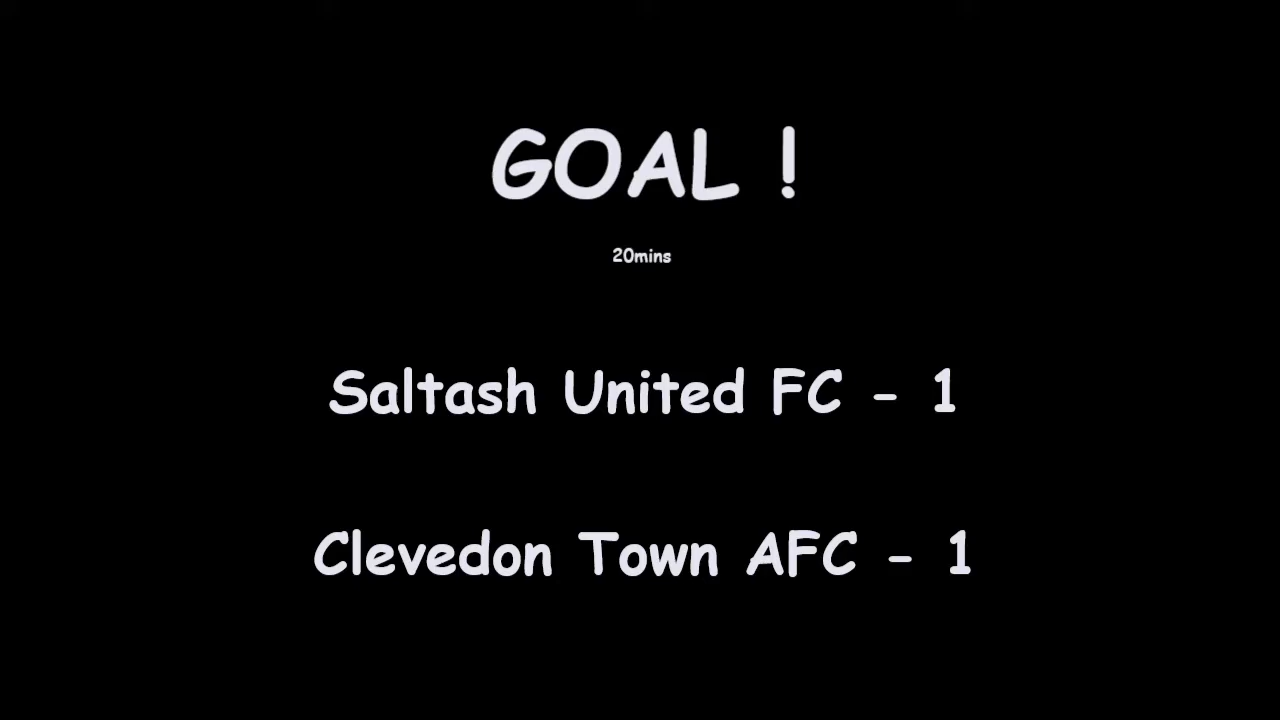 GOAL !
20mins
Saltash United FC - 1
Clevedon Town AFC - 1